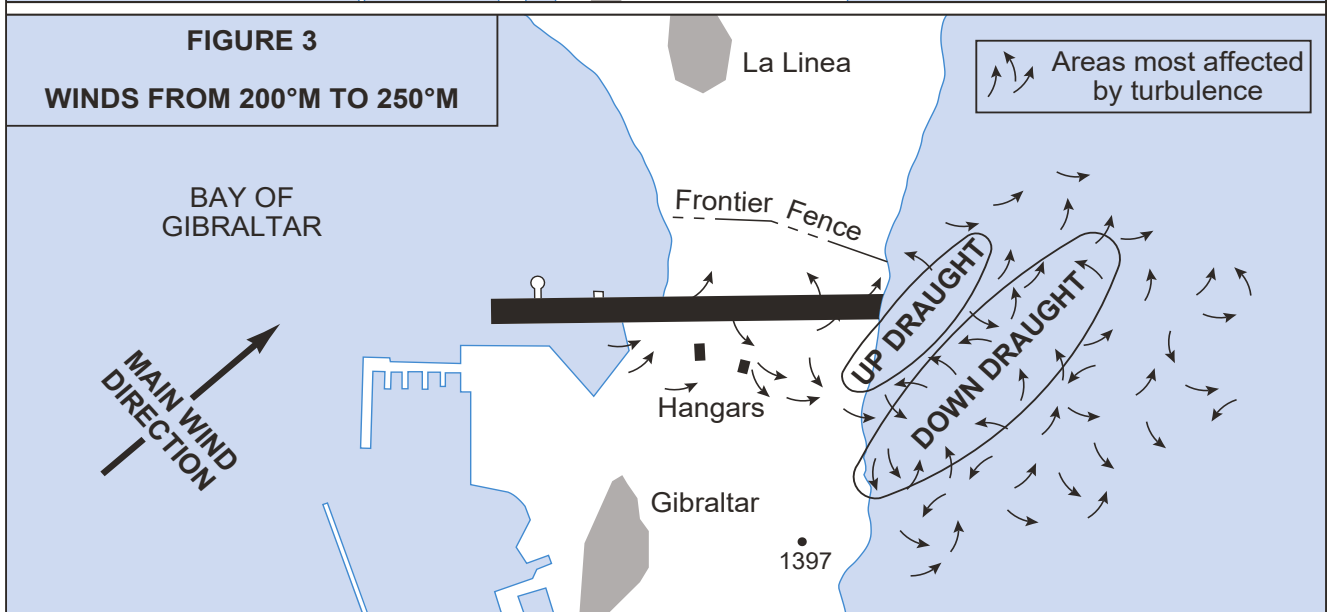 FIGURE 3
WINDS FROM 200°M TO 250°M
La Linea
Areas most affected
by turbulence
BAY OF
GIBRALTAR
Frontier Fence
UP DRAUGHT
DOWN DRAUGHT
MAIN WIND
DIRECTION
Hangars
Gibraltar
1397